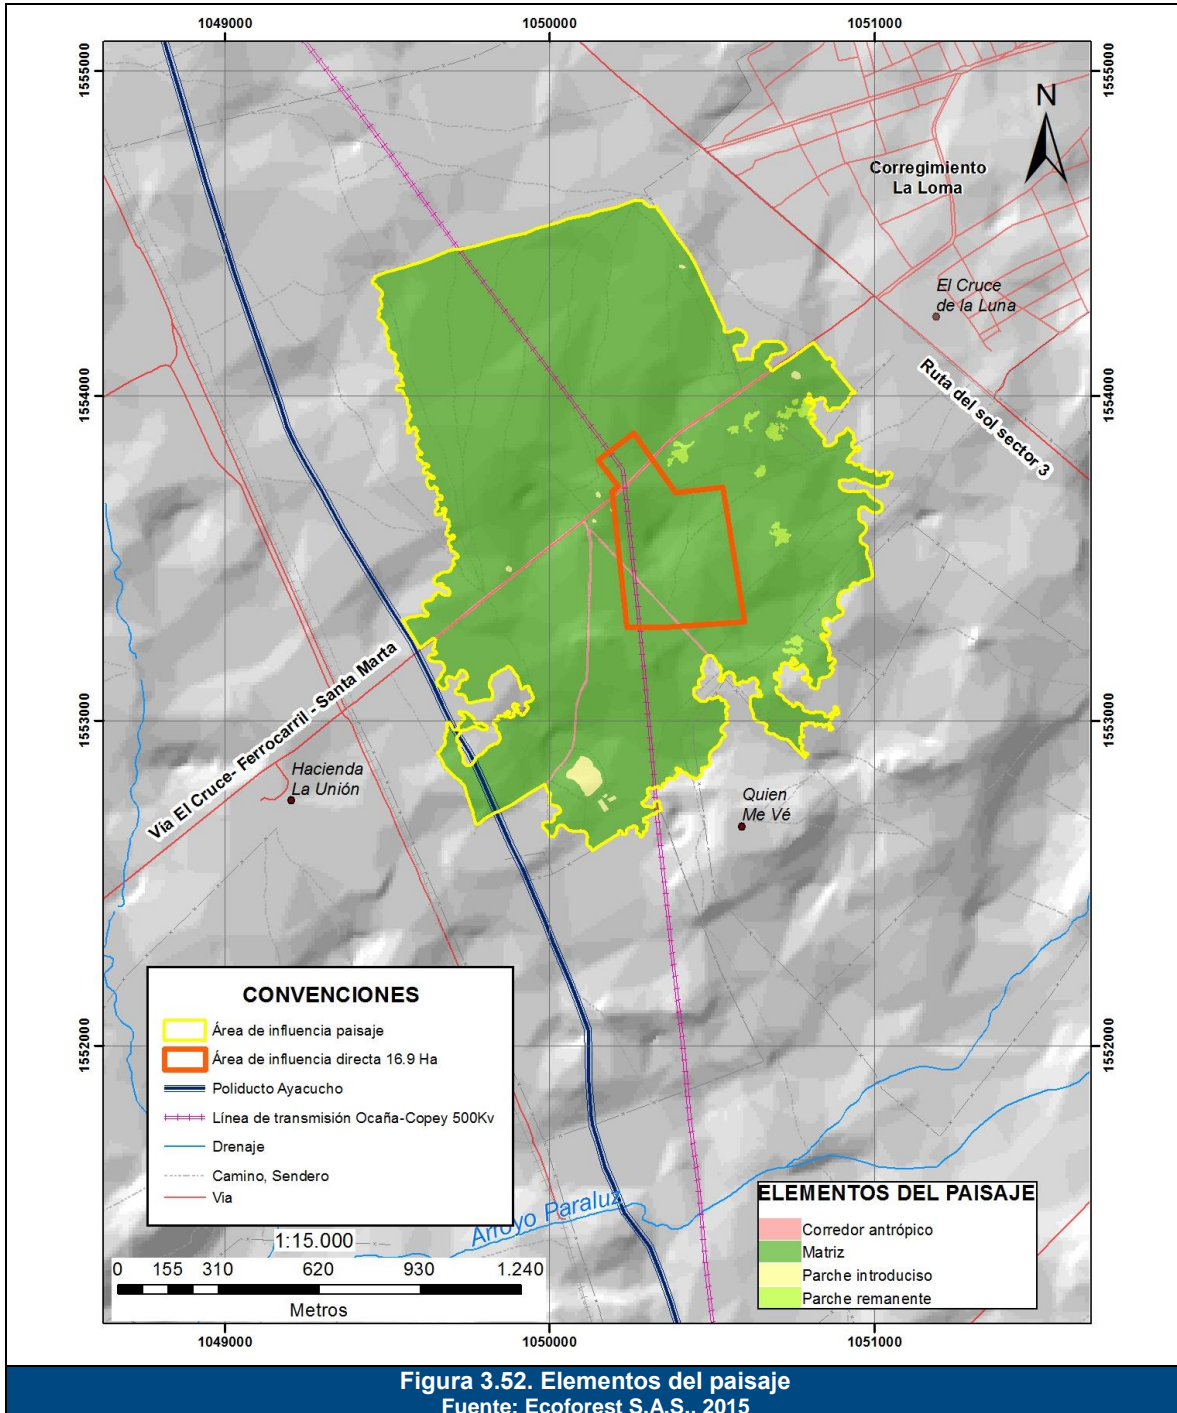 1049000
1050000
1051000
1555000
1555000
N
Corregimiento
La Loma
El Cruce
de la Luna
1554000
1554000
Ruta del sol sector 3
1553000
1553000
Vía El Cruce- Ferrocarril - Santa Marta
Hacienda
La Unión
Quien
Me Vé
1552000
1552000
CONVENCIONES
Área de influencia paisaje
Área de influencia directa 16.9 Ha
Poliducto Ayacucho
Línea de transmisión Ocaña-Copey 500Kv
Drenaje
Camino, Sendero
Via
Arroyo Paraluz
1:15.000
0 155 310 620 930 1.240
Metros
ELEMENTOS DEL PAISAJE
Corredor antrópico
Matriz
Parche introduciso
Parche remanente
1049000
1050000
1051000
Figura 3.52. Elementos del paisaje
Fuente: Ecoforest S.A.S., 2015